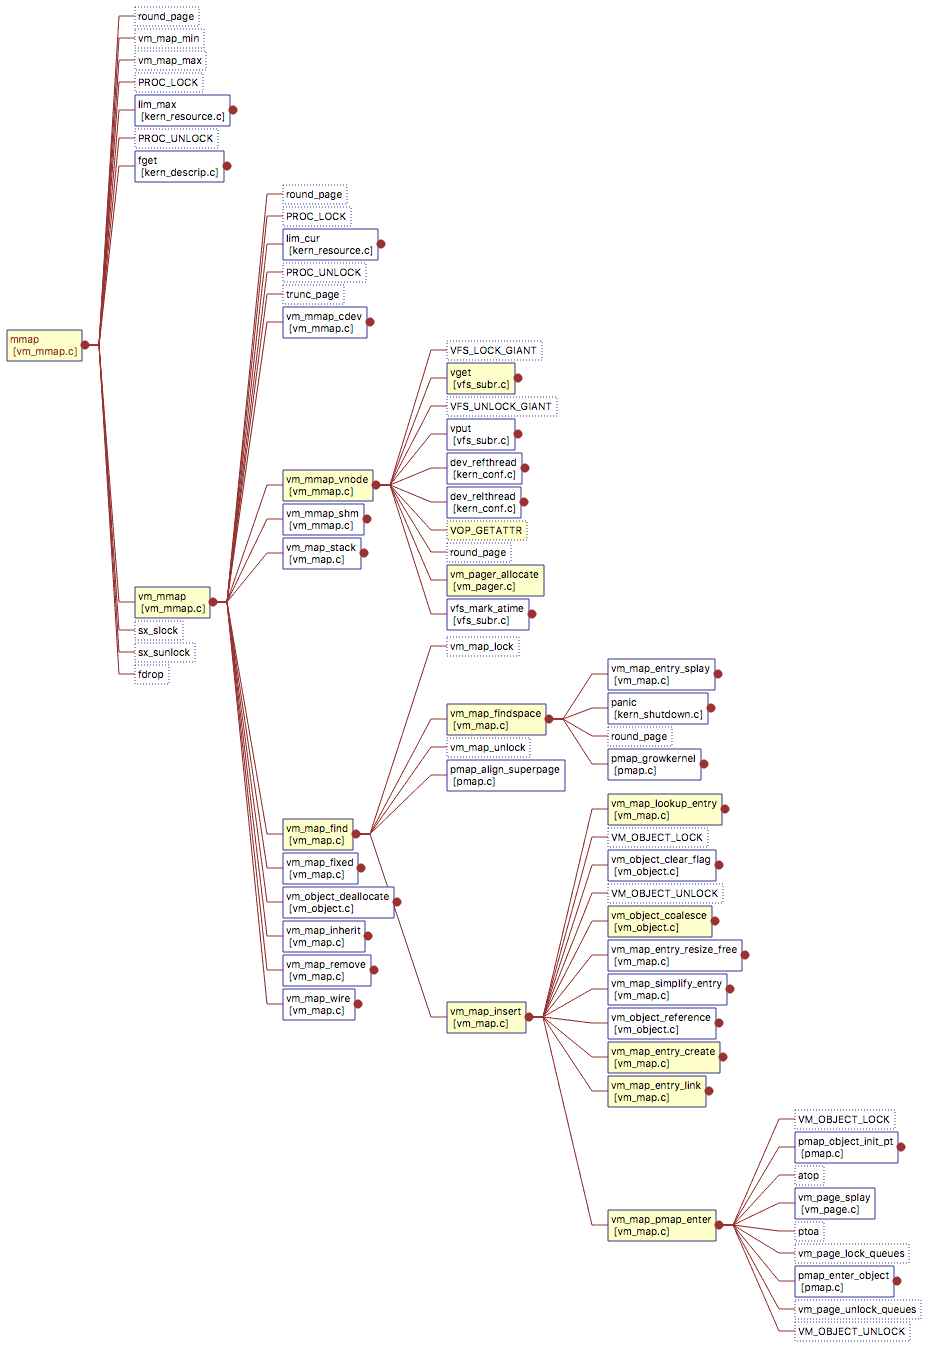 round_page
vm_map_min
vm_map_max
PROC_LOCK
lim_max
[kern_resource.c]
PROC_UNLOCK
fget
[kern_descrip.c]
round_page
PROC_LOCK
lim_cur
[kern_resource.c]
PROC_UNLOCK
trunc_page
vm_mmap_cdev
[vm_mmap.c]
mmap
[vm_mmap.c]
VFS_LOCK_GIANT
vget
[vfs_subr.c]
VFS_UNLOCK_GIANT
vput
[vfs_subr.c]
dev_refthread
[kern_conf.c]
vm_mmap_vnode
[vm_mmap.c]
dev_relthread
[kern_conf.c]
vm_mmap_shm
[vm_mmap.c]
VOP_GETATTR
vm_map_stack
[vm_map.c]
round_page
vm_pager_allocate
[vm_pager.c]
vm_mmap
[vm_mmap.c]
vfs_mark_atime
[vfs_subr.c]
sx_slock
sx_sunlock
fdrop
vm_map_lock
vm_map_entry_splay
[vm_map.c]
panic
[kern_shutdown.c]
vm_map_findspace
[vm_map.c]
round_page
vm_map_unlock
pmap_growkernel
[pmap.c]
pmap_align_superpage
[pmap.c]
vm_map_lookup_entry
[vm_map.c]
vm_map_find
[vm_map.c]
VM_OBJECT_LOCK
vm_map_fixed
[vm_map.c]
vm_object_clear_flag
[vm_object.c]
vm_object_deallocate
[vm_object.c]
VM_OBJECT_UNLOCK
vm_map_inherit
[vm_map.c]
vm_object_coalesce
[vm_object.c]
vm_map_remove
[vm_map.c]
vm_map_entry_resize_free
[vm_map.c]
vm_map_wire
[vm_map.c]
vm_map_simplify_entry
[vm_map.c]
vm_map_insert
[vm_map.c]
vm_object_reference
[vm_object.c]
vm_map_entry_create
[vm_map.c]
vm_map_entry_link
[vm_map.c]
VM_OBJECT_LOCK
pmap_object_init_pt
[pmap.c]
atop
vm_page_splay
[vm_page.c]
vm_map_pmap_enter
[vm_map.c]
ptoa
vm_page_lock_queues
pmap_enter_object
[pmap.c]
vm_page_unlock_queues
VM_OBJECT_UNLOCK